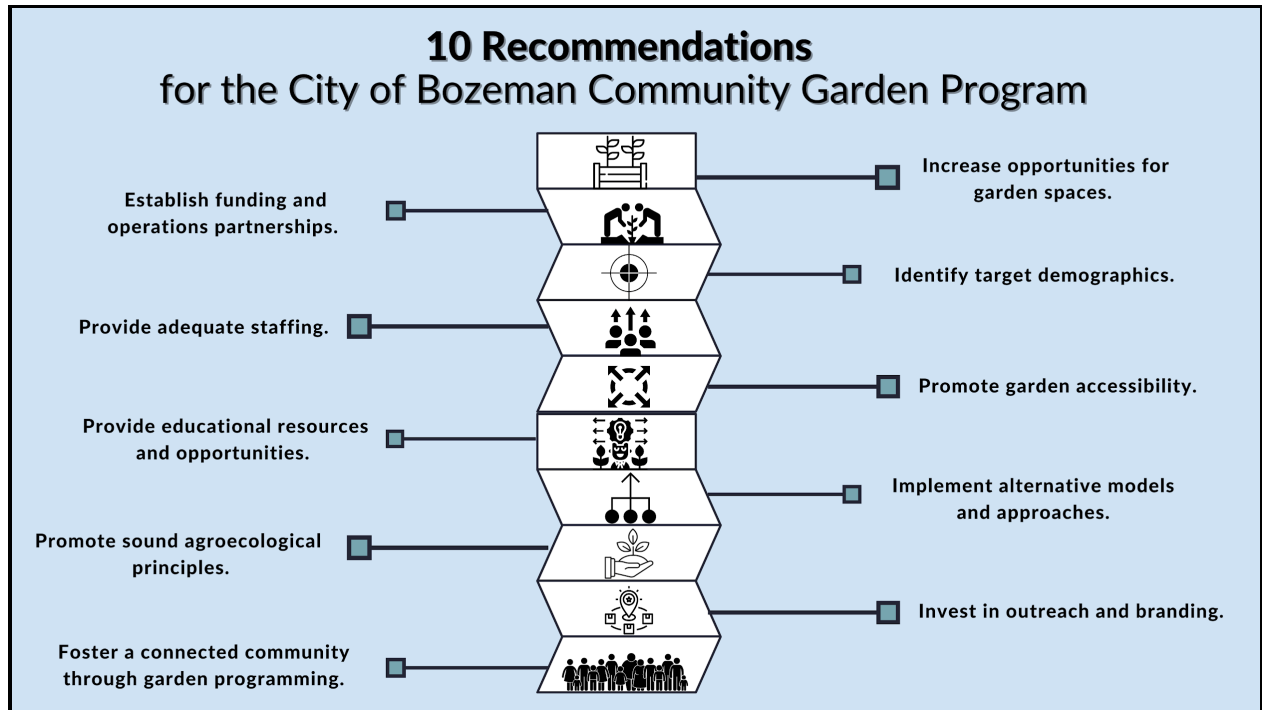 10 Recommendations
for the City of Bozeman Community Garden Program
Increase opportunities for
garden spaces.
Establish funding and
operations partnerships.
Identify target demographics.
Provide adequate staffing.
Promote garden accessibility.
Provide educational resources
and opportunities.
Implement alternative models
and approaches.
Promote sound agroecological
principles.
Invest in outreach and branding.
Foster a connected community
through garden programming.